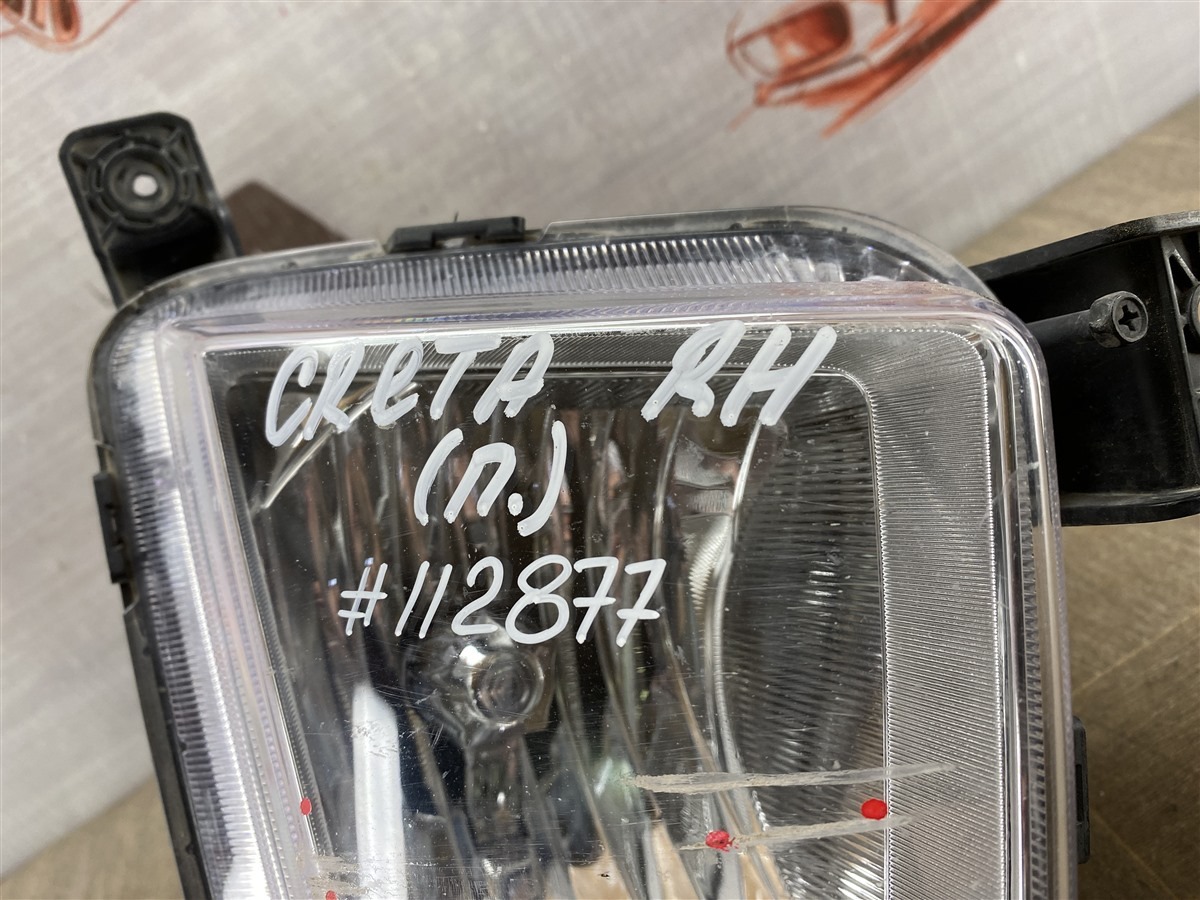 CRETA RH
(П.)
#112877